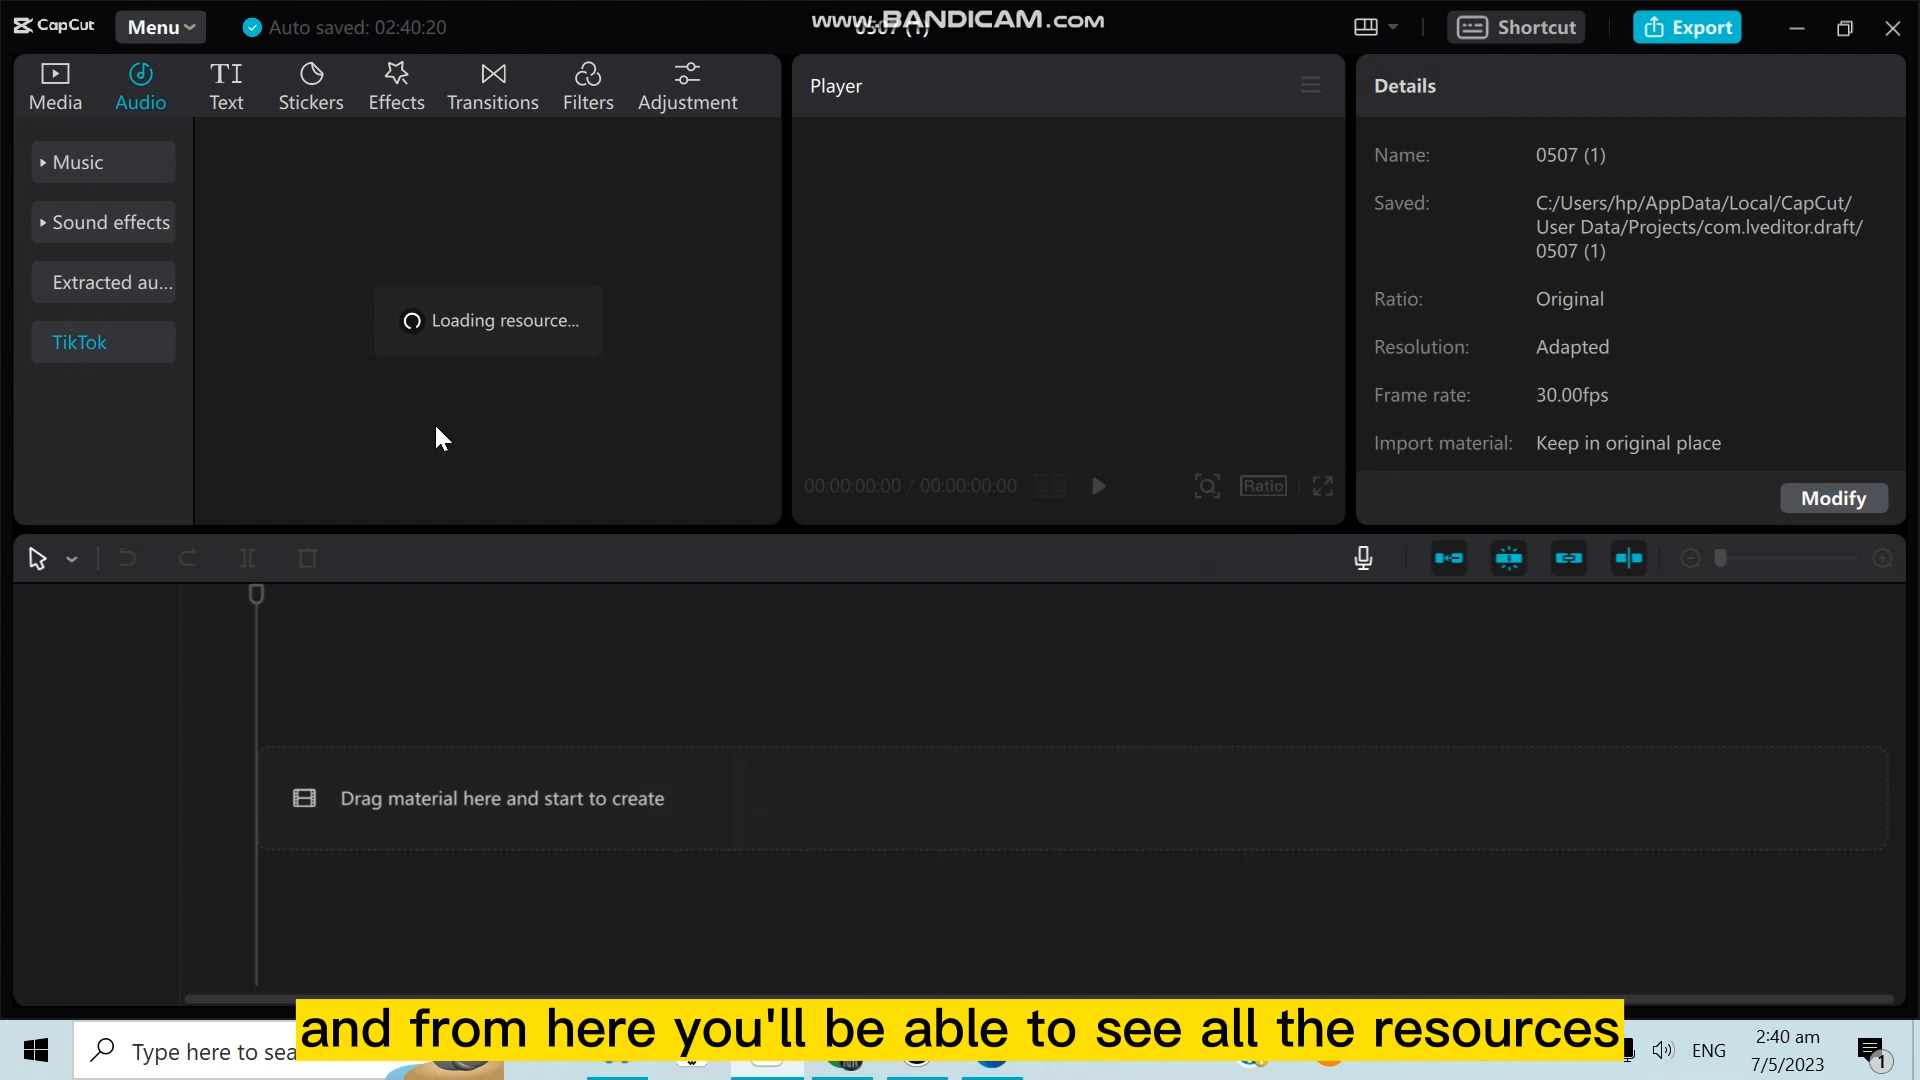 CapCut
Menu
Auto saved: 02:40:20
www.BANDICAM.COM
Shortcut
Export
Media
Audio
Text
Stickers
Effects
Transitions
Filters
Adjustment
Music
Sound effects
Extracted au...
TikTok
Loading resource...
Player
00:00:00:00 / 00:00:00:00
Ratio
Details
Name: 0507 (1)
Saved: C:/Users/hp/AppData/Local/CapCut/
User Data/Projects/com.lveditor.draft/
0507 (1)
Ratio: Original
Resolution: Adapted
Frame rate: 30.00fps
Import material: Keep in original place
Modify
Drag material here and start to create
and from here you'll be able to see all the resources
Type here to sea
ENG
2:40 am
7/5/2023
1